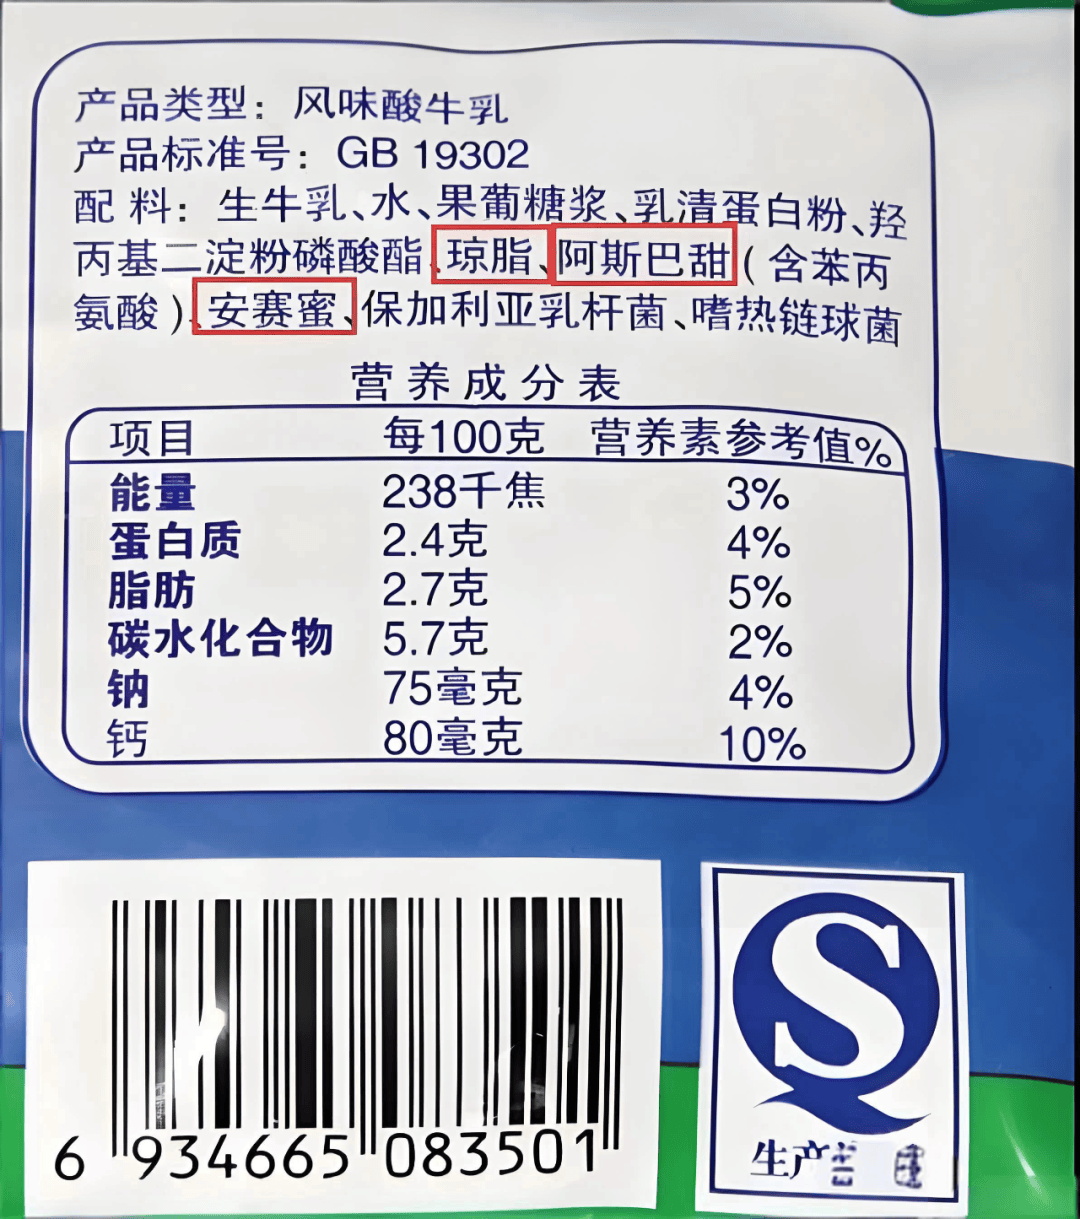 产品类型：风味酸牛乳
产品标准号：GB 19302
配料：生牛乳、水、果葡糖浆、乳清蛋白粉、羟
丙基二淀粉磷酸酯、琼脂、阿斯巴甜(含苯丙
氨酸)、安赛蜜、保加利亚乳杆菌、嗜热链球菌
营养成分表
项目 每100克 营养素参考值%
能量 238千焦 3%
蛋白质 2.4克 4%
脂肪 2.7克 5%
碳水化合物 5.7克 2%
钠 75毫克 4%
钙 80毫克 10%
6 934665 083501
生产